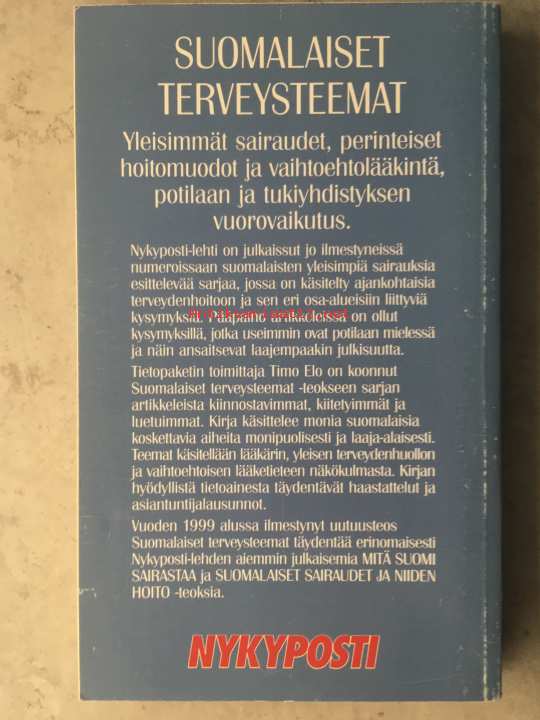 SUOMALAISET
TERVEYSTEEMAT
Yleisimmät sairaudet, perinteiset
hoitomuodot ja vaihtoehtolääkintä,
potilaan ja tukiyhdistyksen
vuorovaikutus.
Nykyposti-lehti on julkaissut jo ilmestyneissä
numeroissaan suomalaisten yleisimpiä sairauksia
esittelevää sarjaa, jossa on käsitelty ajankohtaisia
terveydenhoitoon ja sen eri osa-alueisiin liittyviä
kysymyksiä. Pääpaino artikkeleissa on ollut
kysymyksillä, jotka useimmin ovat potilaan mielessä
ja näin ansaitsevat laajempaakin julkisuutta.
Tietopaketin toimittaja Timo Elo on koonnut
Suomalaiset terveysteemat -teokseen sarjan
artikkeleista kiinnostavimmat, kiitetyimmät ja
luetuimmat. Kirja käsittelee monia suomalaisia
koskettavia aiheita monipuolisesti ja laaja-alaisesti.
Teemat käsitellään lääkärin, yleisen terveydenhuollon
ja vaihtoehtoisen lääketieteen näkökulmasta. Kirjan
hyödyllistä tietoainesta täydentävät haastattelut ja
asiantuntijalausunnot.
Vuoden 1999 alussa ilmestynyt uutuusteos
Suomalaiset terveysteemat täydentää erinomaisesti
Nykyposti-lehden aiemmin julkaisemia MITÄ SUOMI
SAIRASTAA ja SUOMALAISET SAIRAUDET JA NIIDEN
HOITO -teoksia.
NYKYPOSTI